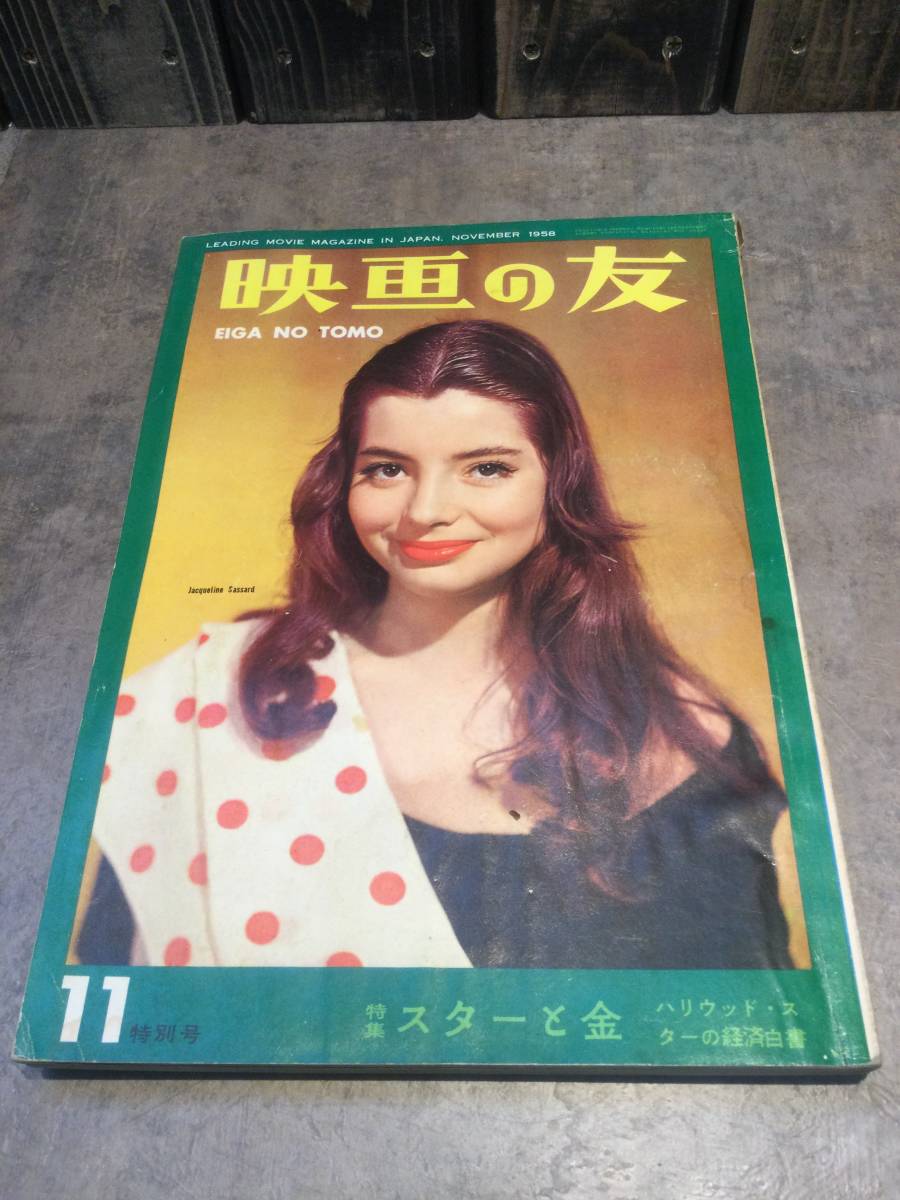 LEADING MOVIE MAGAZINE IN JAPAN, NOVEMBER 1958
映画の友
EIGA NO TOMO
Jacqueline Sassard
11 特別号
特集 スターと金
ハリウッド・ス
ターの経済白書